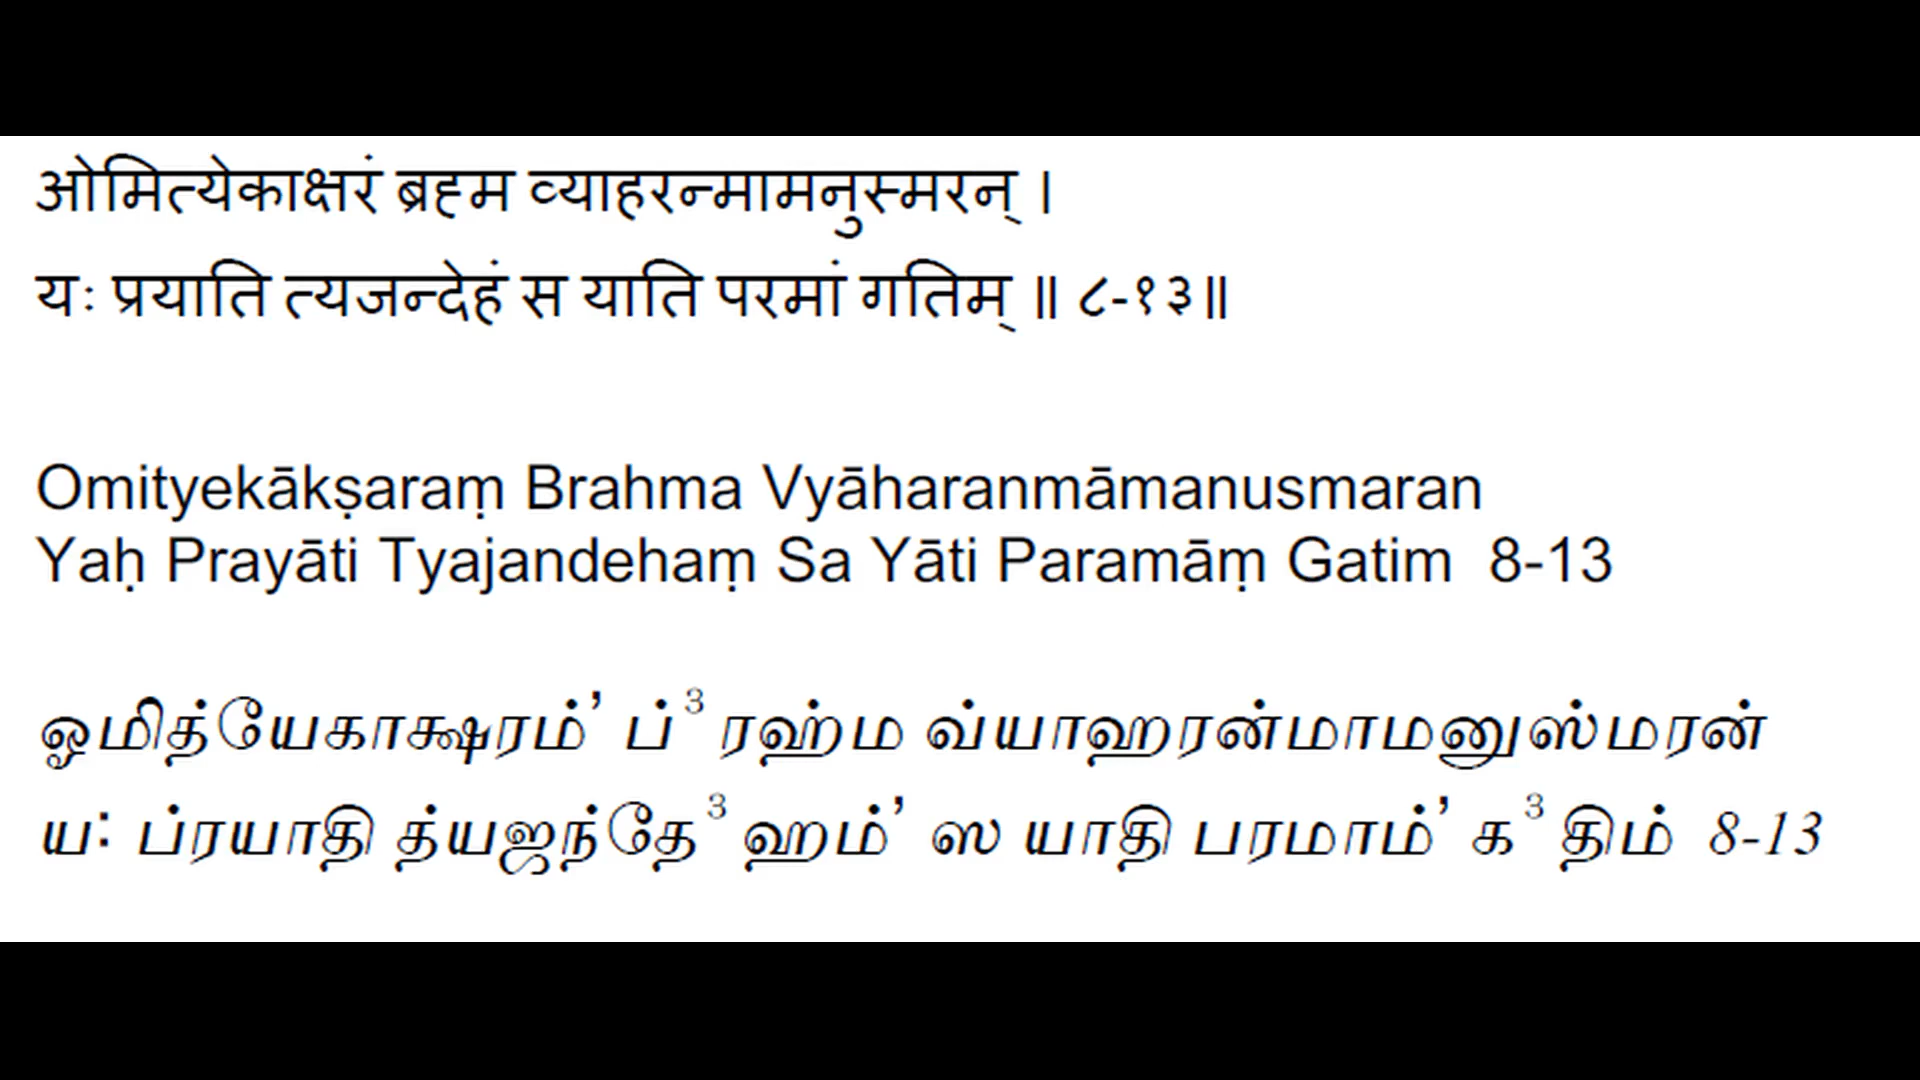 ओमित्येकाक्षरं ब्रह्म व्याहरन्मामनुस्मरन् ।
यः प्रयाति त्यजन्देहं स याति परमां गतिम् ॥ ८-१३॥
Omityekākṣaraṃ Brahma Vyāharanmāmanusmaran
Yaḥ Prayāti Tyajandehaṃ Sa Yāti Paramāṃ Gatim 8-13
ஓமித்யேகாக்ஷரம்ʼ ப்³ரஹ்ம வ்யாஹரன்மாமனுஸ்மரன்
ய꞉ ப்ரயாதி த்யஜந்தே³ஹம்ʼ ஸ யாதி பரமாம்ʼ க³திம் 8-13